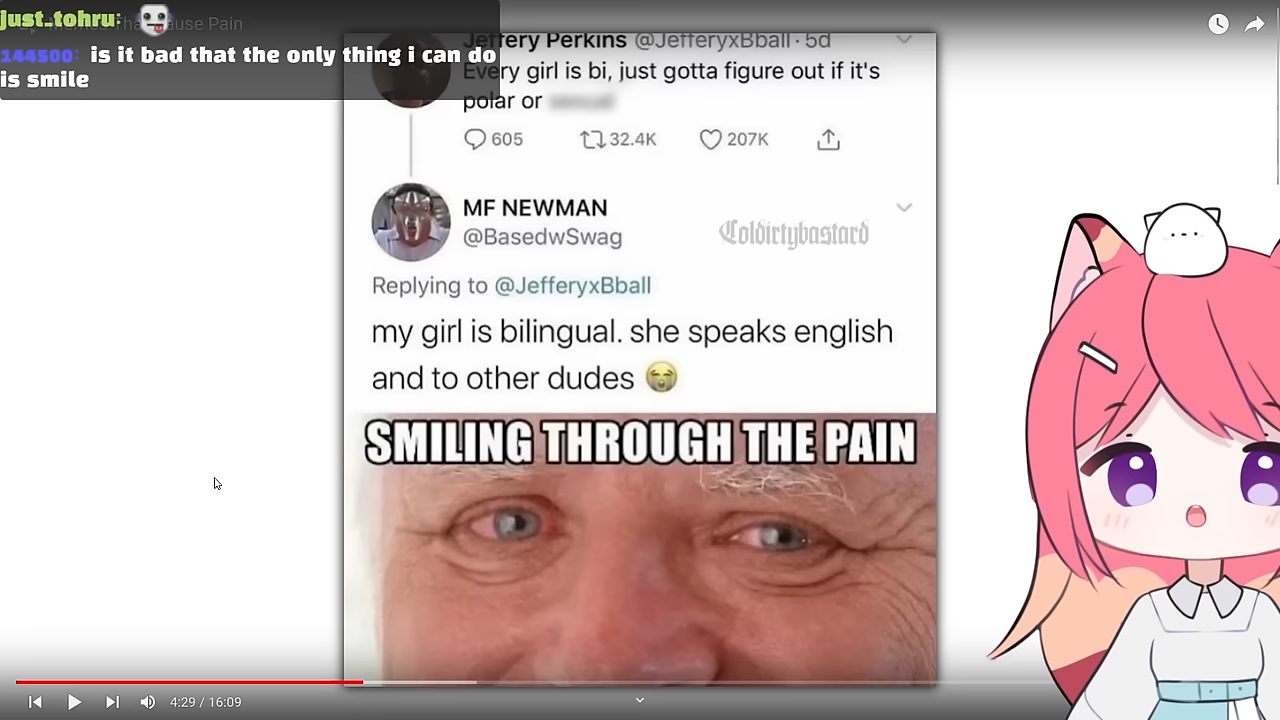 just_tohru:
144500: is it bad that the only thing i can do
is smile
Jeffery Perkins @JefferyxBball · 5d
Every girl is bi, just gotta figure out if it's
polar or
605 32.4K 207K
MF NEWMAN
@BasedwSwag
Coldirtybastard
Replying to @JefferyxBball
my girl is bilingual. she speaks english
and to other dudes 😭
SMILING THROUGH THE PAIN
4:29 / 16:09